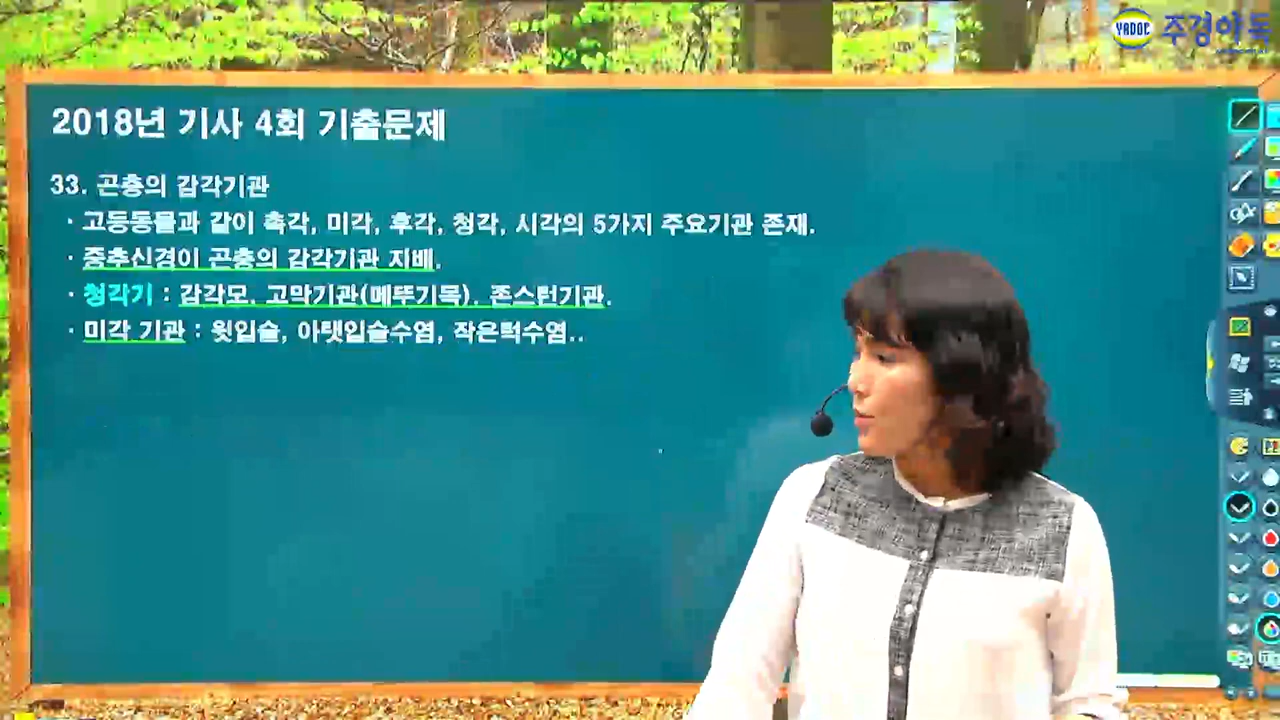 YADOC 주경야독
2018년 기사 4회 기출문제
33. 곤충의 감각기관
· 고등동물과 같이 촉각, 미각, 후각, 청각, 시각의 5가지 주요기관 존재.
· 중추신경이 곤충의 감각기관 지배.
· 청각기 : 감각모, 고막기관(메뚜기목), 존스턴기관.
· 미각 기관 : 윗입술, 아랫입술수염, 작은턱수염..